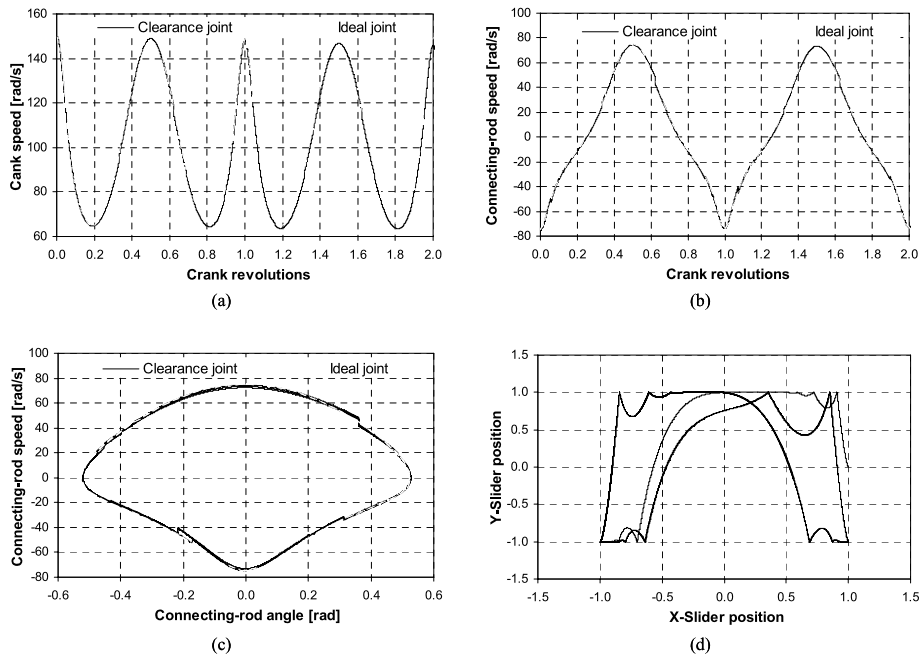 160
140
120
100
80
60
Cank speed [rad/s]
Clearance joint
Ideal joint
0.0 0.2 0.4 0.6 0.8 1.0 1.2 1.4 1.6 1.8 2.0
Crank revolutions
(a)
100
80
60
40
20
0
-20
-40
-60
-80
Connecting-rod speed [rad/s]
Clearance joint
Ideal joint
0.0 0.2 0.4 0.6 0.8 1.0 1.2 1.4 1.6 1.8 2.0
Crank revolutions
(b)
100
80
60
40
20
0
-20
-40
-60
-80
Connecting-rod speed [rad/s]
Clearance joint
Ideal joint
-0.6 -0.4 -0.2 0.0 0.2 0.4 0.6
Connecting-rod angle [rad]
(c)
1.5
1.0
0.5
0.0
-0.5
-1.0
-1.5
Y-Slider position
-1.5 -1.0 -0.5 0.0 0.5 1.0 1.5
X-Slider position
(d)